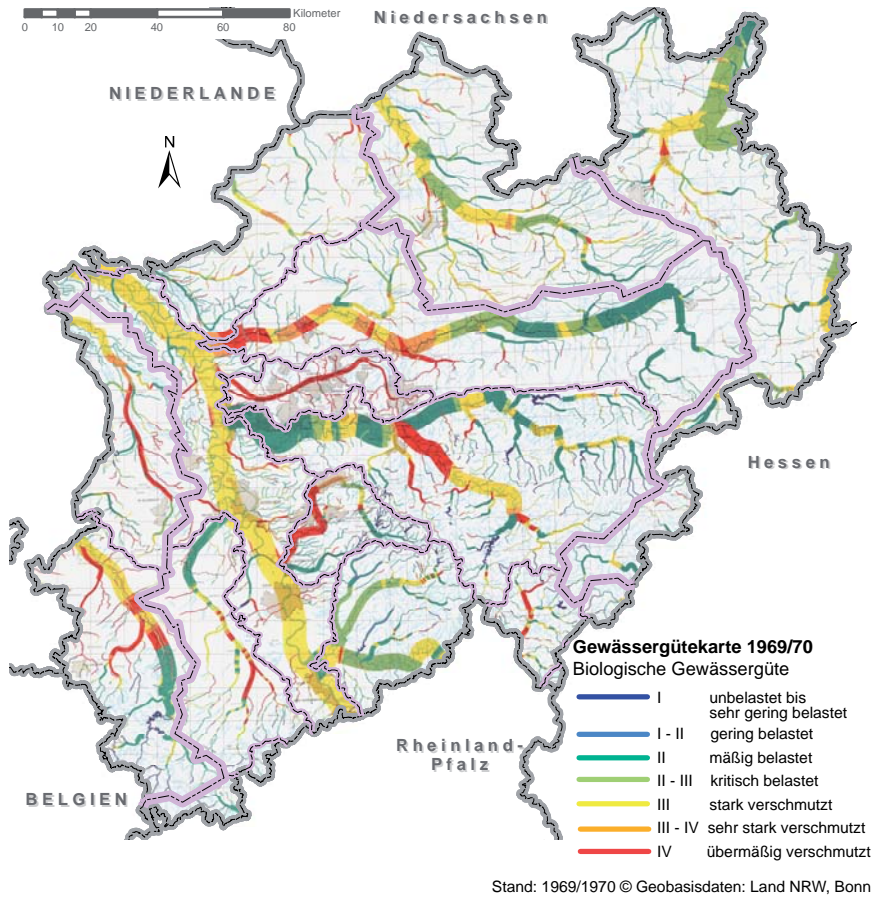 Kilometer
0 10 20 40 60 80
Niedersachsen
NIEDERLANDE
N
Hessen
Gewässergütekarte 1969/70
Biologische Gewässergüte
I unbelastet bis
sehr gering belastet
I - II gering belastet
II mäßig belastet
II - III kritisch belastet
III stark verschmutzt
III - IV sehr stark verschmutzt
IV übermäßig verschmutzt
Rheinland-
Pfalz
BELGIEN
Stand: 1969/1970 © Geobasisdaten: Land NRW, Bonn